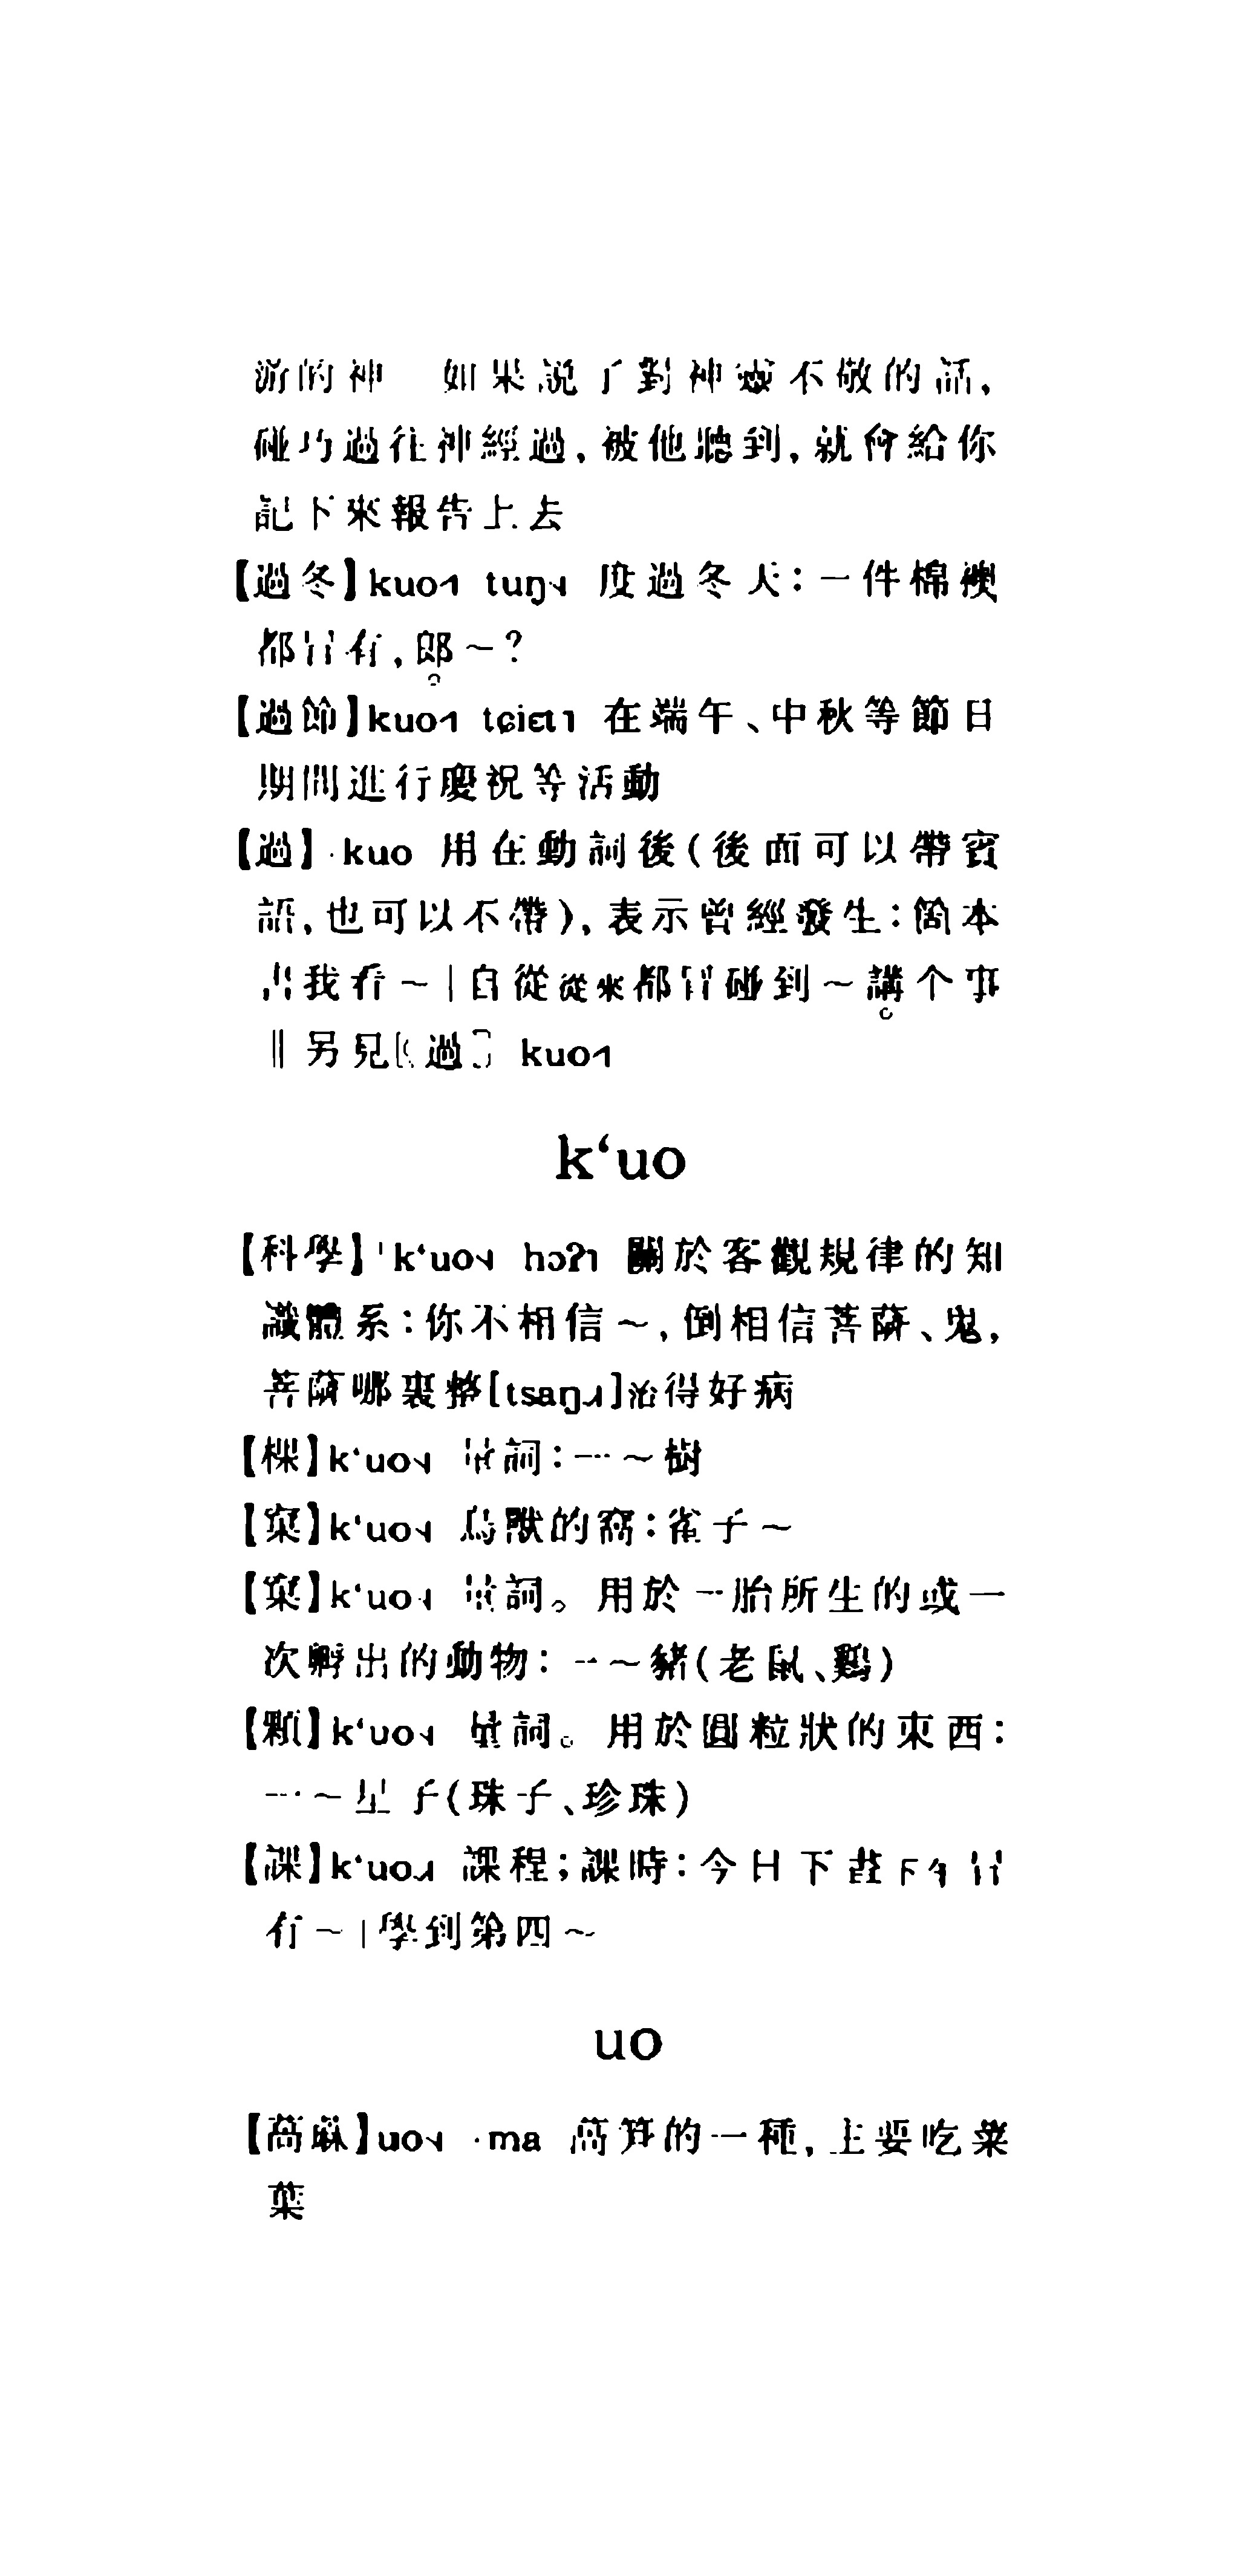 游的神 如果說了對神靈不敬的話，
碰巧過往神經過，被他聽到，就會給你
記下來報告上去
【過冬】kuo˧˥ tuŋ˨ 度過冬天：一件棉襖
都冇有，郎～？
【過節】kuo˧˥ tɕiɛt˥ 在端午、中秋等節日
期間進行慶祝等活動
【過】·kuo 用在動詞後（後面可以帶賓
語，也可以不帶），表示曾經發生：箇本
書我看～｜自從從來都冇碰到～講个事
‖另見〖過〗kuo˧˥
k‘uo
【科學】k‘uo hɔʔ 關於客觀規律的知
識體系：你不相信～，倒相信菩薩、鬼，
菩薩哪裏整[tsaŋ]治得好病
【棵】k‘uo 量詞：一～樹
【窠】k‘uo 鳥獸的窩：雀子～
【窠】k‘uo 量詞。用於一胎所生的或一
次孵出的動物：一～豬（老鼠、鷄）
【顆】k‘uo 量詞。用於圓粒狀的東西：
一～星子（珠子、珍珠）
【課】k‘uo 課程；課時：今日下晝下午冇
有～｜學到第四～
uo
【萵麻】uo ·ma 萵筍的一種，主要吃菜
葉